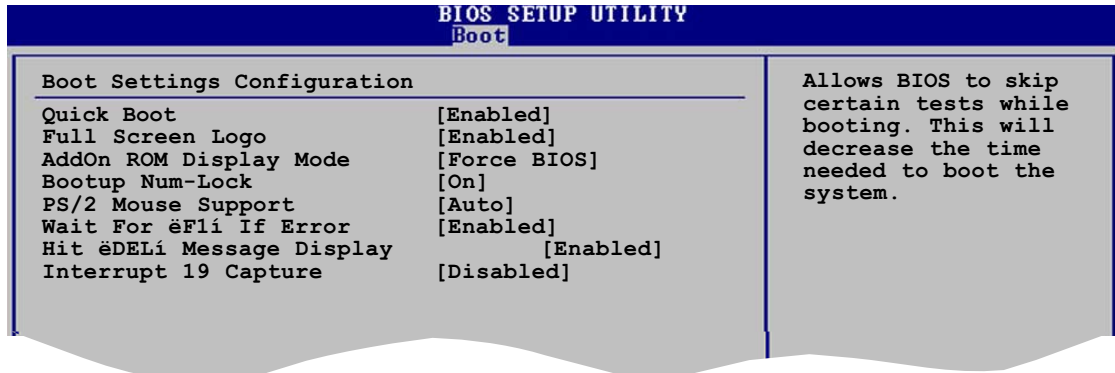 BIOS SETUP UTILITY
Boot
Boot Settings Configuration
Quick Boot [Enabled]
Full Screen Logo [Enabled]
AddOn ROM Display Mode [Force BIOS]
Bootup Num-Lock [On]
PS/2 Mouse Support [Auto]
Wait For ëF1í If Error [Enabled]
Hit ëDELí Message Display [Enabled]
Interrupt 19 Capture [Disabled]
Allows BIOS to skip
certain tests while
booting. This will
decrease the time
needed to boot the
system.